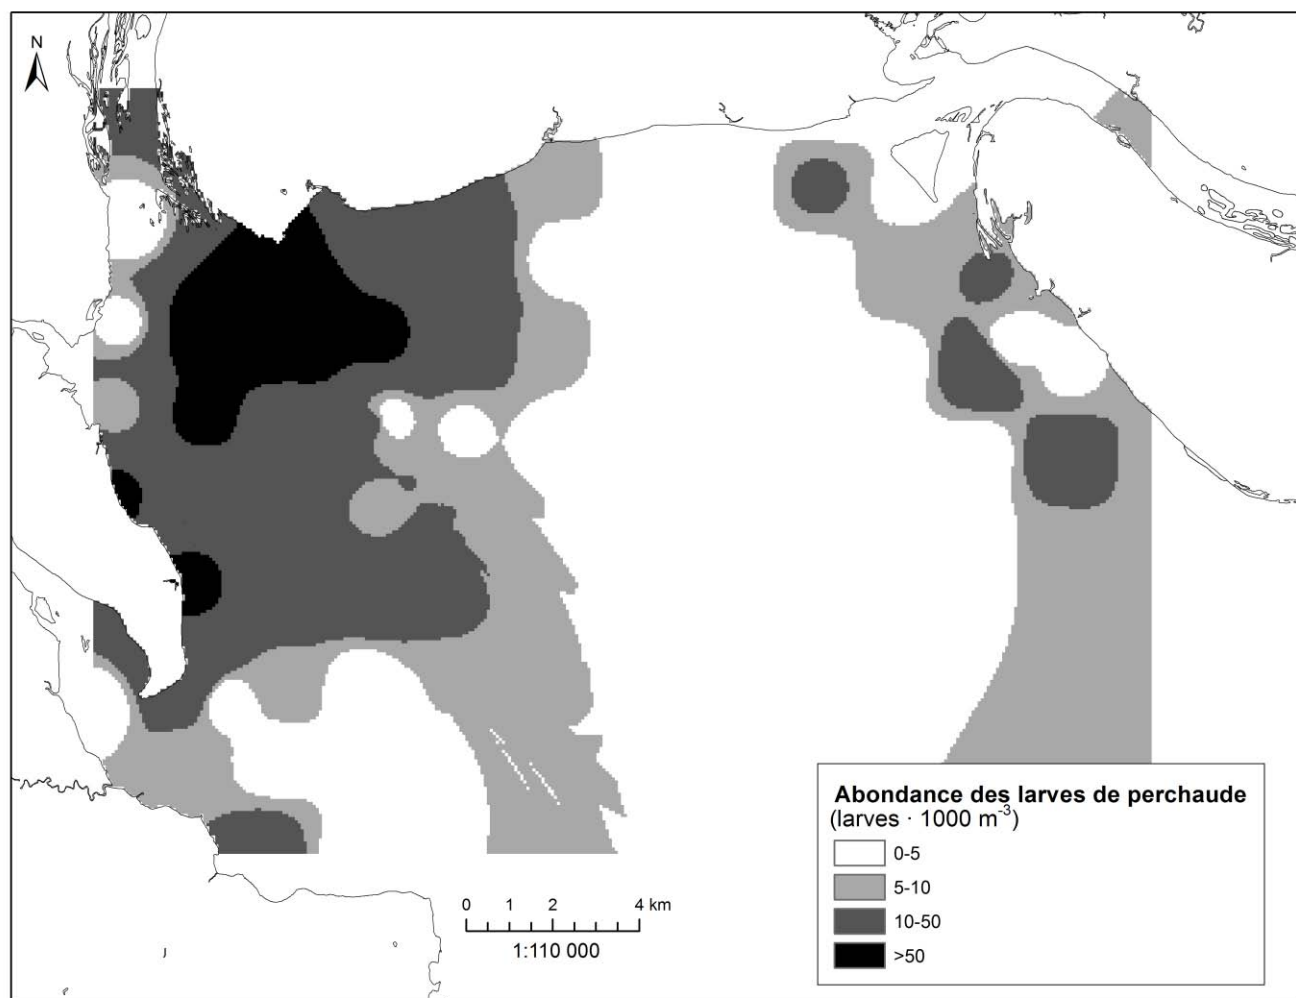 N
Abondance des larves de perchaude
(larves · 1000 m⁻³)
0-5
5-10
10-50
>50
0 1 2 4 km
1:110 000